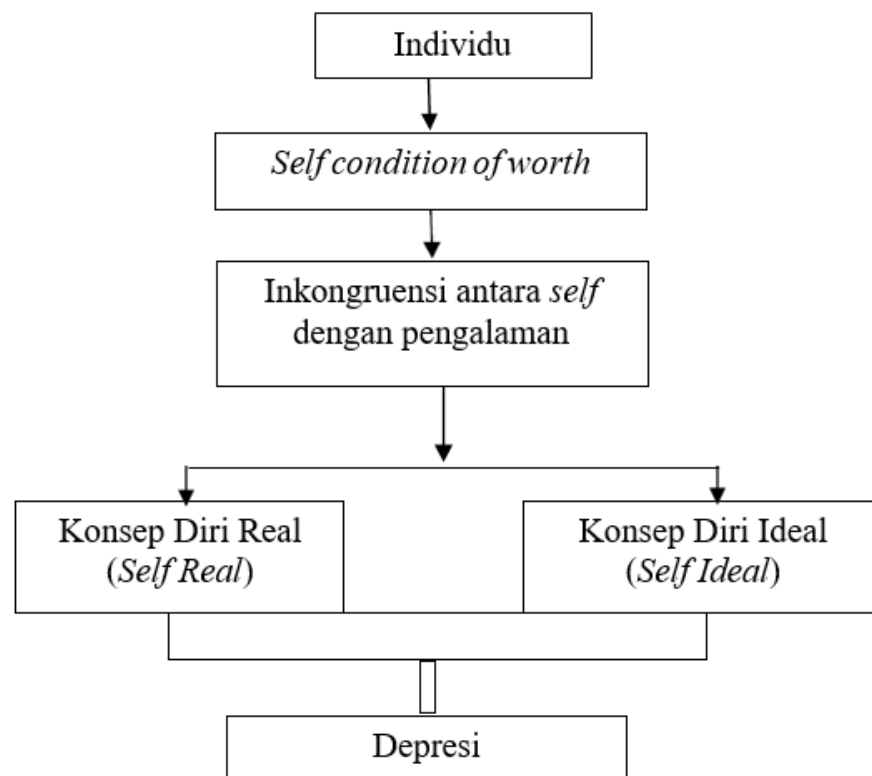 Individu
Self condition of worth
Inkongruensi antara self
dengan pengalaman
Konsep Diri Real
(Self Real)
Konsep Diri Ideal
(Self Ideal)
Depresi